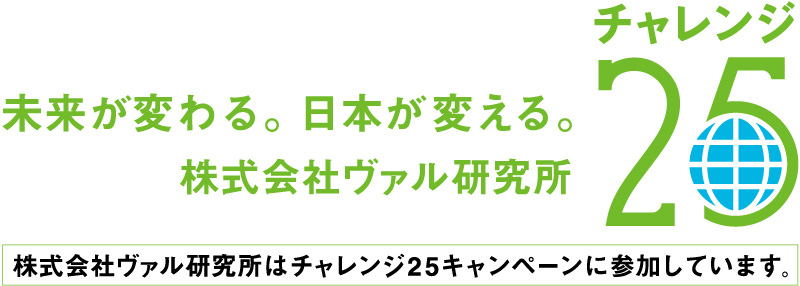 チャレンジ
25
未来が変わる。日本が変える。
株式会社ヴァル研究所
株式会社ヴァル研究所はチャレンジ25キャンペーンに参加しています。